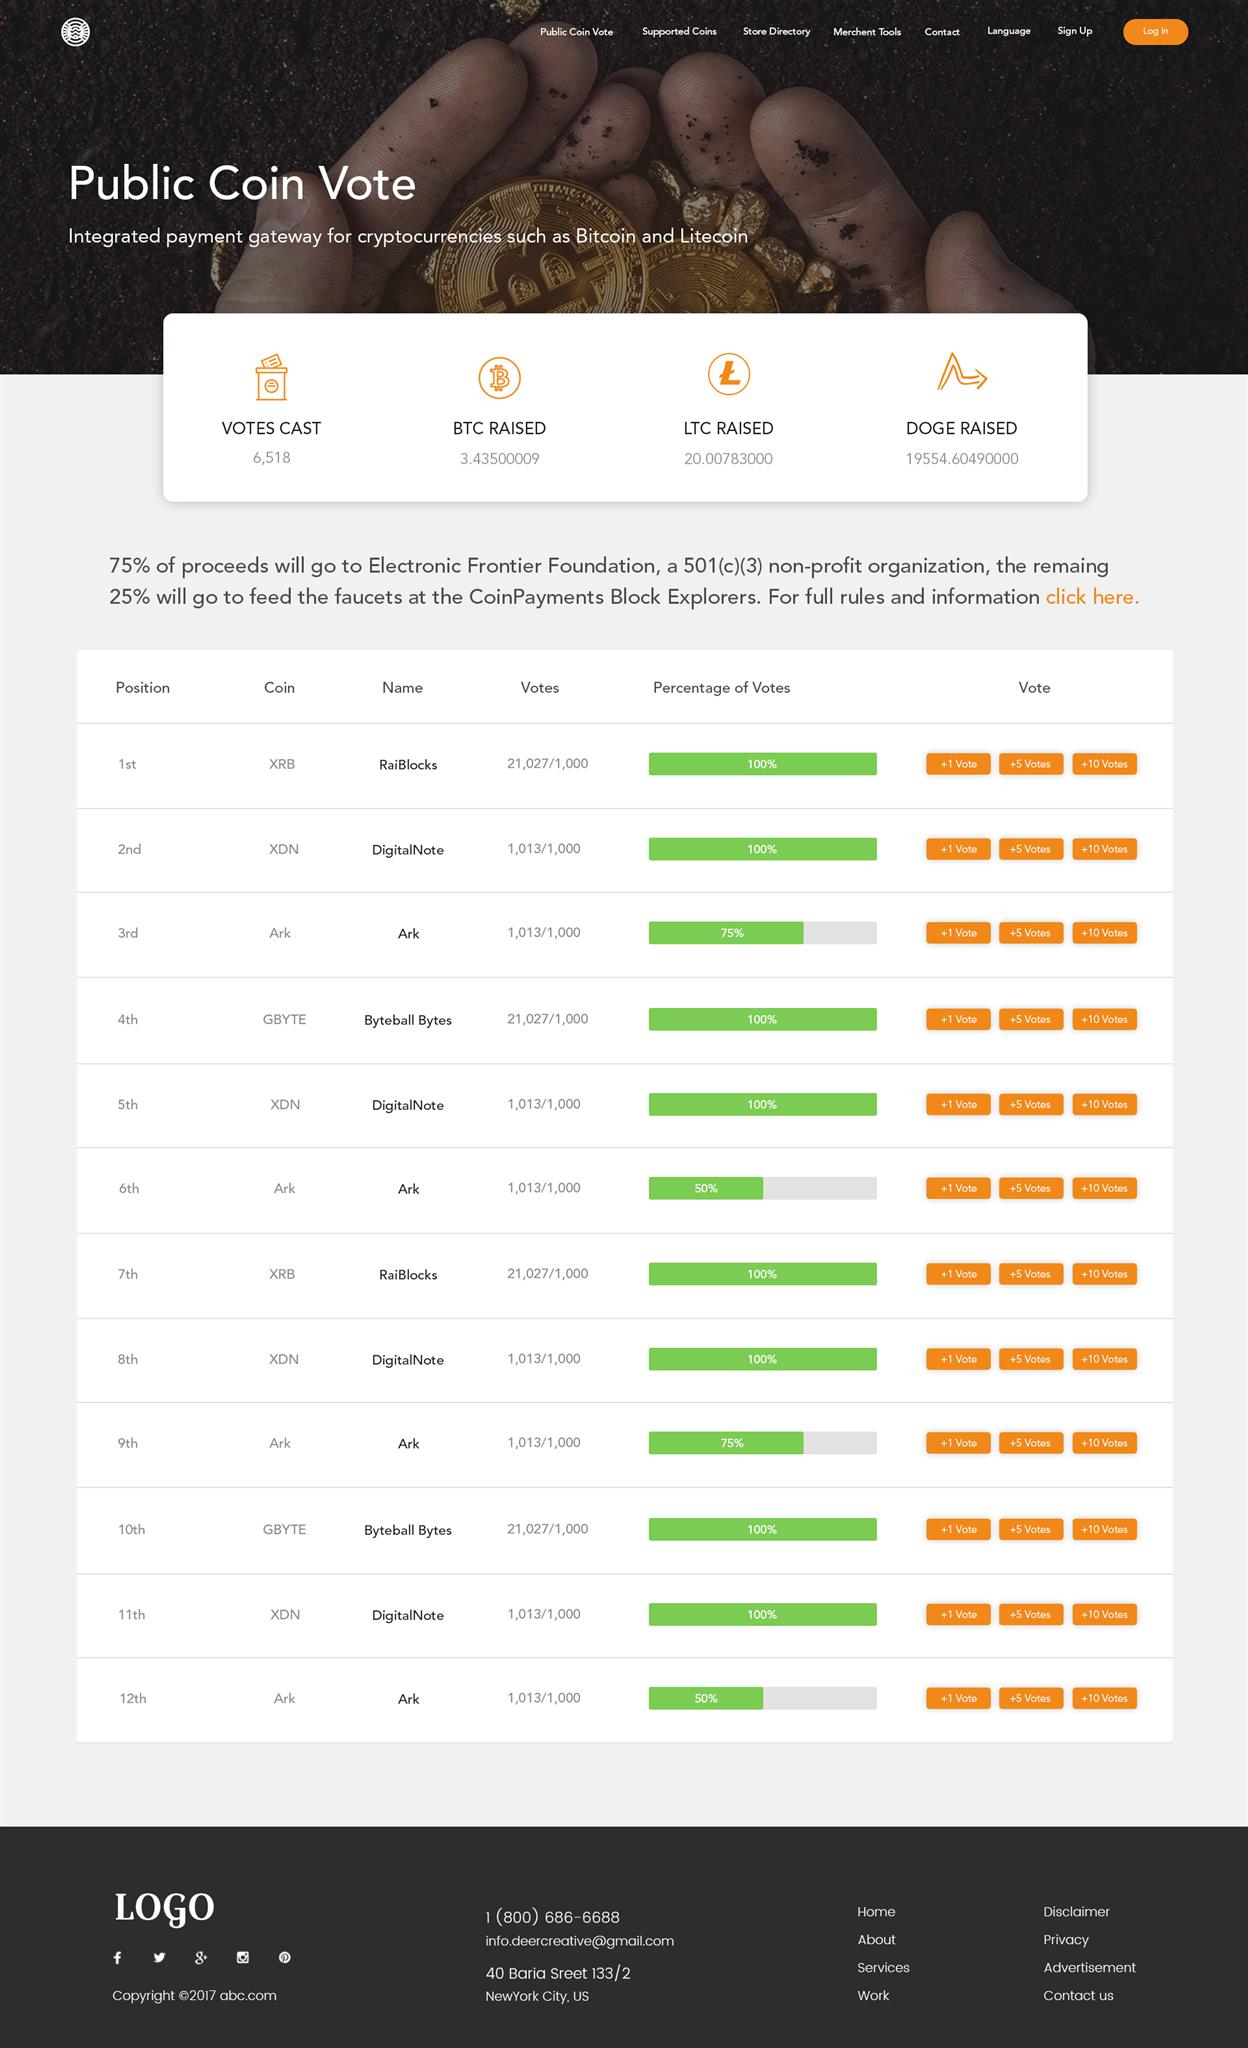 Public Coin Vote Supported Coins Store Directory Merchent Tools Contact Language Sign Up Log In
Public Coin Vote
Integrated payment gateway for cryptocurrencies such as Bitcoin and Litecoin
VOTES CAST BTC RAISED LTC RAISED DOGE RAISED
6,518 3.43500009 20.00783000 19554.60490000
75% of proceeds will go to Electronic Frontier Foundation, a 501(c)(3) non-profit organization, the remaing
25% will go to feed the faucets at the CoinPayments Block Explorers. For full rules and information click here.
Position Coin Name Votes Percentage of Votes Vote
1st XRB RaiBlocks 21,027/1,000 100% +1 Vote +5 Votes +10 Votes
2nd XDN DigitalNote 1,013/1,000 100% +1 Vote +5 Votes +10 Votes
3rd Ark Ark 1,013/1,000 75% +1 Vote +5 Votes +10 Votes
4th GBYTE Byteball Bytes 21,027/1,000 100% +1 Vote +5 Votes +10 Votes
5th XDN DigitalNote 1,013/1,000 100% +1 Vote +5 Votes +10 Votes
6th Ark Ark 1,013/1,000 50% +1 Vote +5 Votes +10 Votes
7th XRB RaiBlocks 21,027/1,000 100% +1 Vote +5 Votes +10 Votes
8th XDN DigitalNote 1,013/1,000 100% +1 Vote +5 Votes +10 Votes
9th Ark Ark 1,013/1,000 75% +1 Vote +5 Votes +10 Votes
10th GBYTE Byteball Bytes 21,027/1,000 100% +1 Vote +5 Votes +10 Votes
11th XDN DigitalNote 1,013/1,000 100% +1 Vote +5 Votes +10 Votes
12th Ark Ark 1,013/1,000 50% +1 Vote +5 Votes +10 Votes
LOGO
Copyright ©2017 abc.com
1 (800) 686-6688
info.deercreative@gmail.com
40 Baria Sreet 133/2
NewYork City, US
Home
About
Services
Work
Disclaimer
Privacy
Advertisement
Contact us